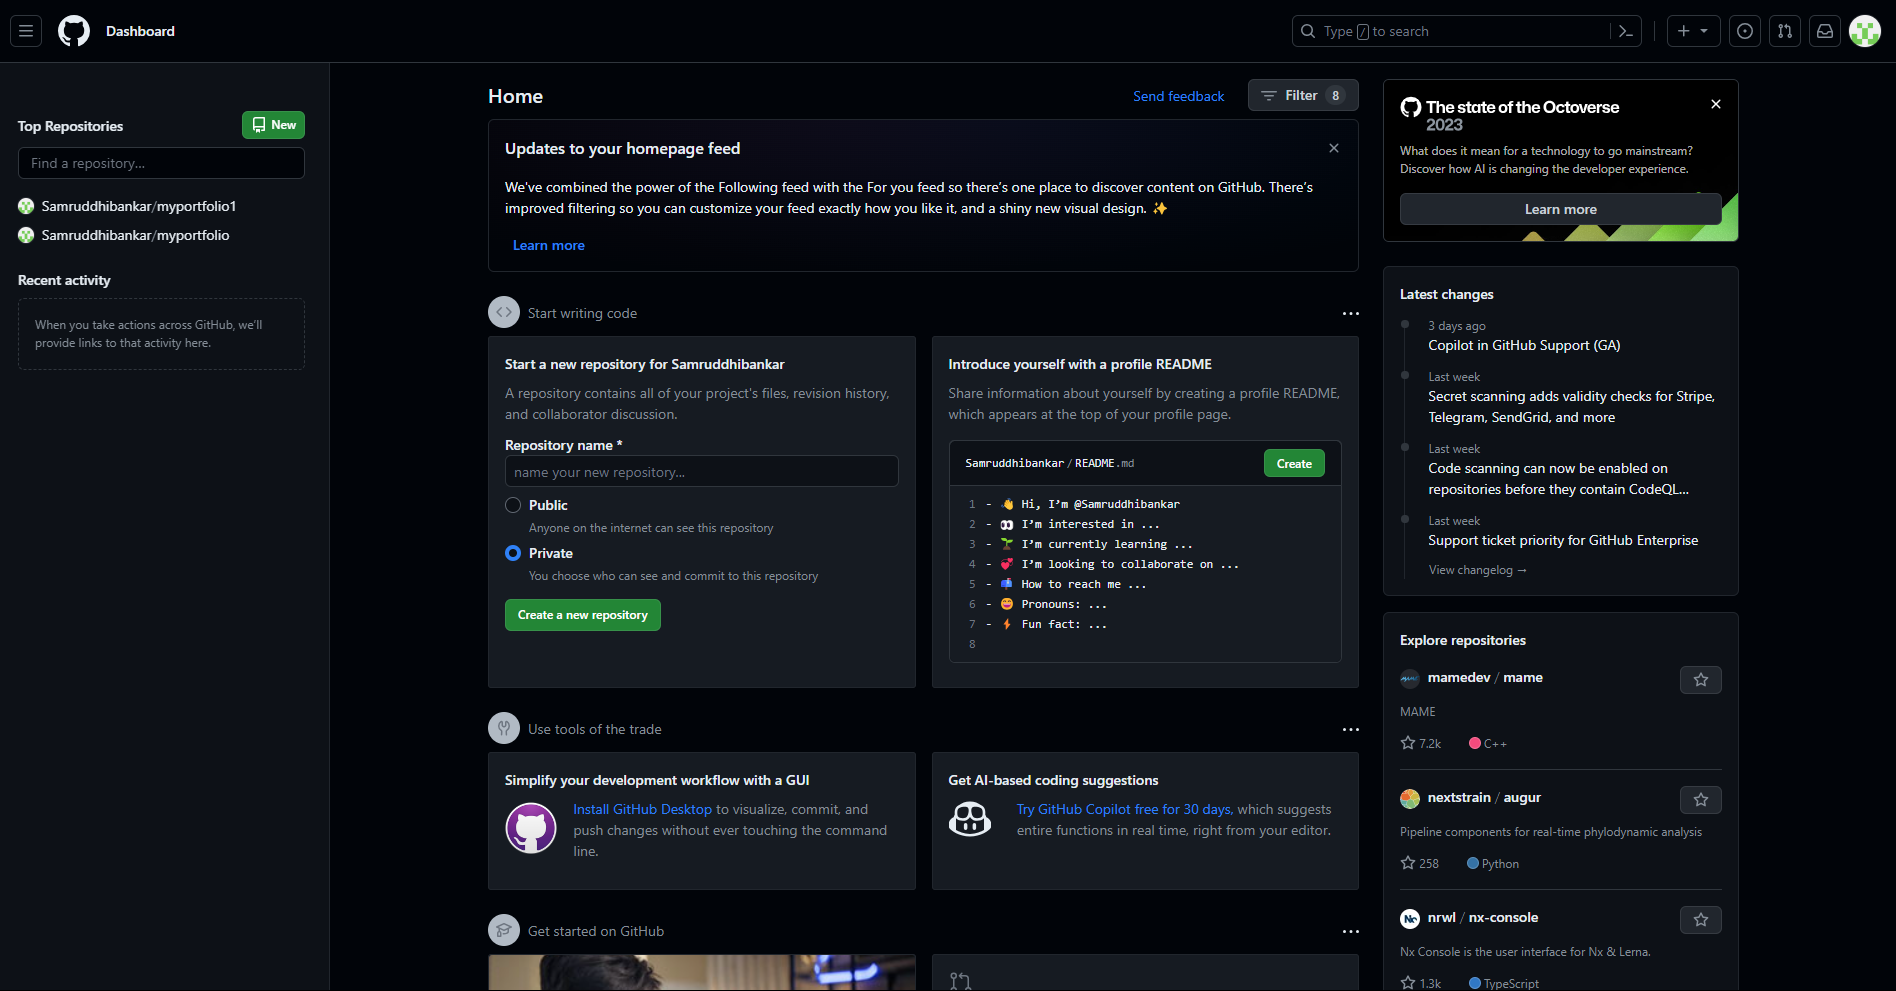 Dashboard
Type / to search
Top Repositories
New
Find a repository...
Samruddhibankar/myportfolio1
Samruddhibankar/myportfolio
Recent activity
When you take actions across GitHub, we'll
provide links to that activity here.
Home
Send feedback
Filter 8
Updates to your homepage feed
We've combined the power of the Following feed with the For you feed so there's one place to discover content on GitHub. There's
improved filtering so you can customize your feed exactly how you like it, and a shiny new visual design. ✨
Learn more
Start writing code
Start a new repository for Samruddhibankar
A repository contains all of your project's files, revision history,
and collaborator discussion.
Repository name *
name your new repository...
Public
Anyone on the internet can see this repository
Private
You choose who can see and commit to this repository
Create a new repository
Introduce yourself with a profile README
Share information about yourself by creating a profile README,
which appears at the top of your profile page.
Samruddhibankar / README.md
Create
1 - 👋 Hi, I'm @Samruddhibankar
2 - 👀 I'm interested in ...
3 - 🌱 I'm currently learning ...
4 - 💞️ I'm looking to collaborate on ...
5 - 📫 How to reach me ...
6 - 😄 Pronouns: ...
7 - ⚡ Fun fact: ...
8
Use tools of the trade
Simplify your development workflow with a GUI
Install GitHub Desktop to visualize, commit, and
push changes without ever touching the command
line.
Get AI-based coding suggestions
Try GitHub Copilot free for 30 days, which suggests
entire functions in real time, right from your editor.
Get started on GitHub
The state of the Octoverse
2023
What does it mean for a technology to go mainstream?
Discover how AI is changing the developer experience.
Learn more
Latest changes
3 days ago
Copilot in GitHub Support (GA)
Last week
Secret scanning adds validity checks for Stripe,
Telegram, SendGrid, and more
Last week
Code scanning can now be enabled on
repositories before they contain CodeQL...
Last week
Support ticket priority for GitHub Enterprise
View changelog →
Explore repositories
mamedev / mame
MAME
7.2k C++
nextstrain / augur
Pipeline components for real-time phylodynamic analysis
258 Python
nrwl / nx-console
Nx Console is the user interface for Nx & Lerna.
1.3k TypeScript